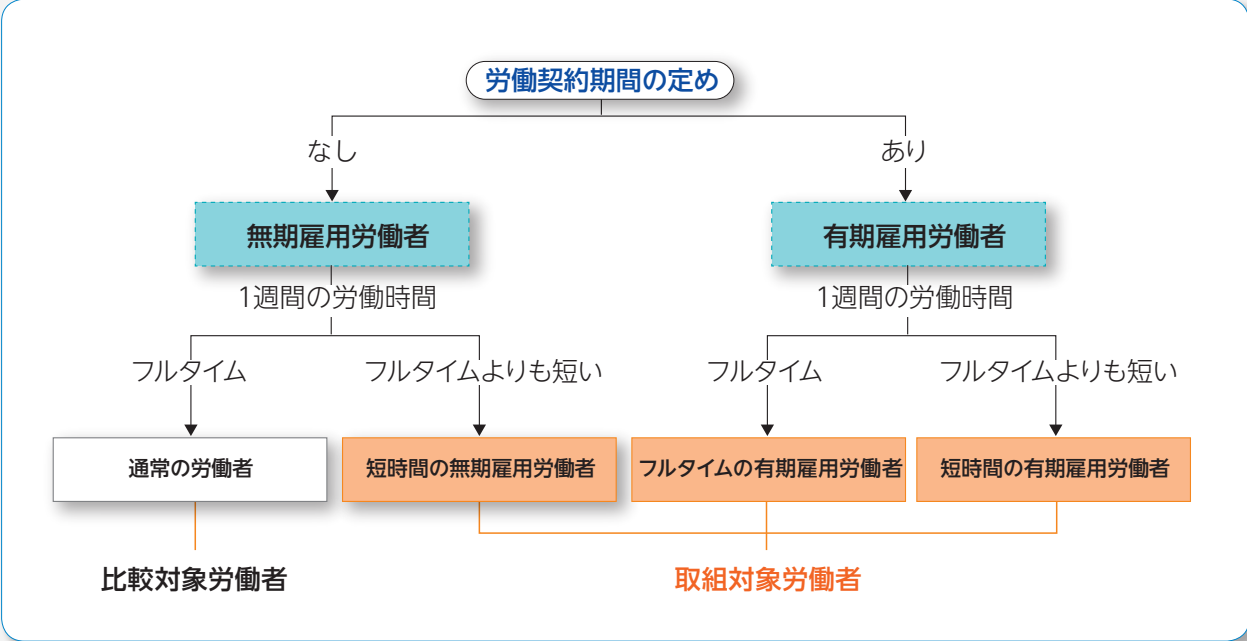 労働契約期間の定め
なし
あり
無期雇用労働者
有期雇用労働者
1週間の労働時間
1週間の労働時間
フルタイム
フルタイムよりも短い
フルタイム
フルタイムよりも短い
通常の労働者
短時間の無期雇用労働者
フルタイムの有期雇用労働者
短時間の有期雇用労働者
比較対象労働者
取組対象労働者